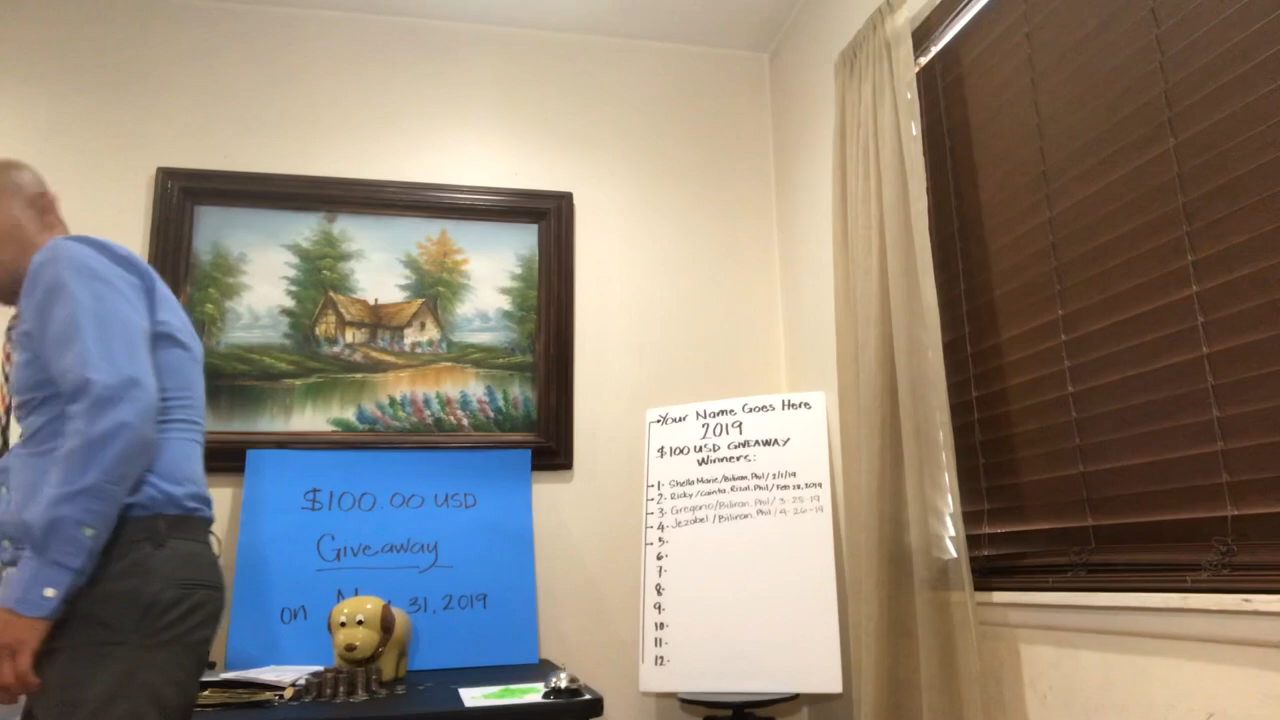 $100.00 USD
Giveaway
on 31, 2019
Your Name Goes Here
2019
$100 USD GIVEAWAY
Winners:
1. Shella Marie/Biliran, Phil/ 2/1/19
2. Ricky/Cainta, Rizal, Phil/ Feb 28, 2019
3. Gregorio/Biliran, Phil/ 3-28-19
4. Jezabel/Biliran, Phil/ 4-26-19
5.
6.
7.
8.
9.
10.
11.
12.